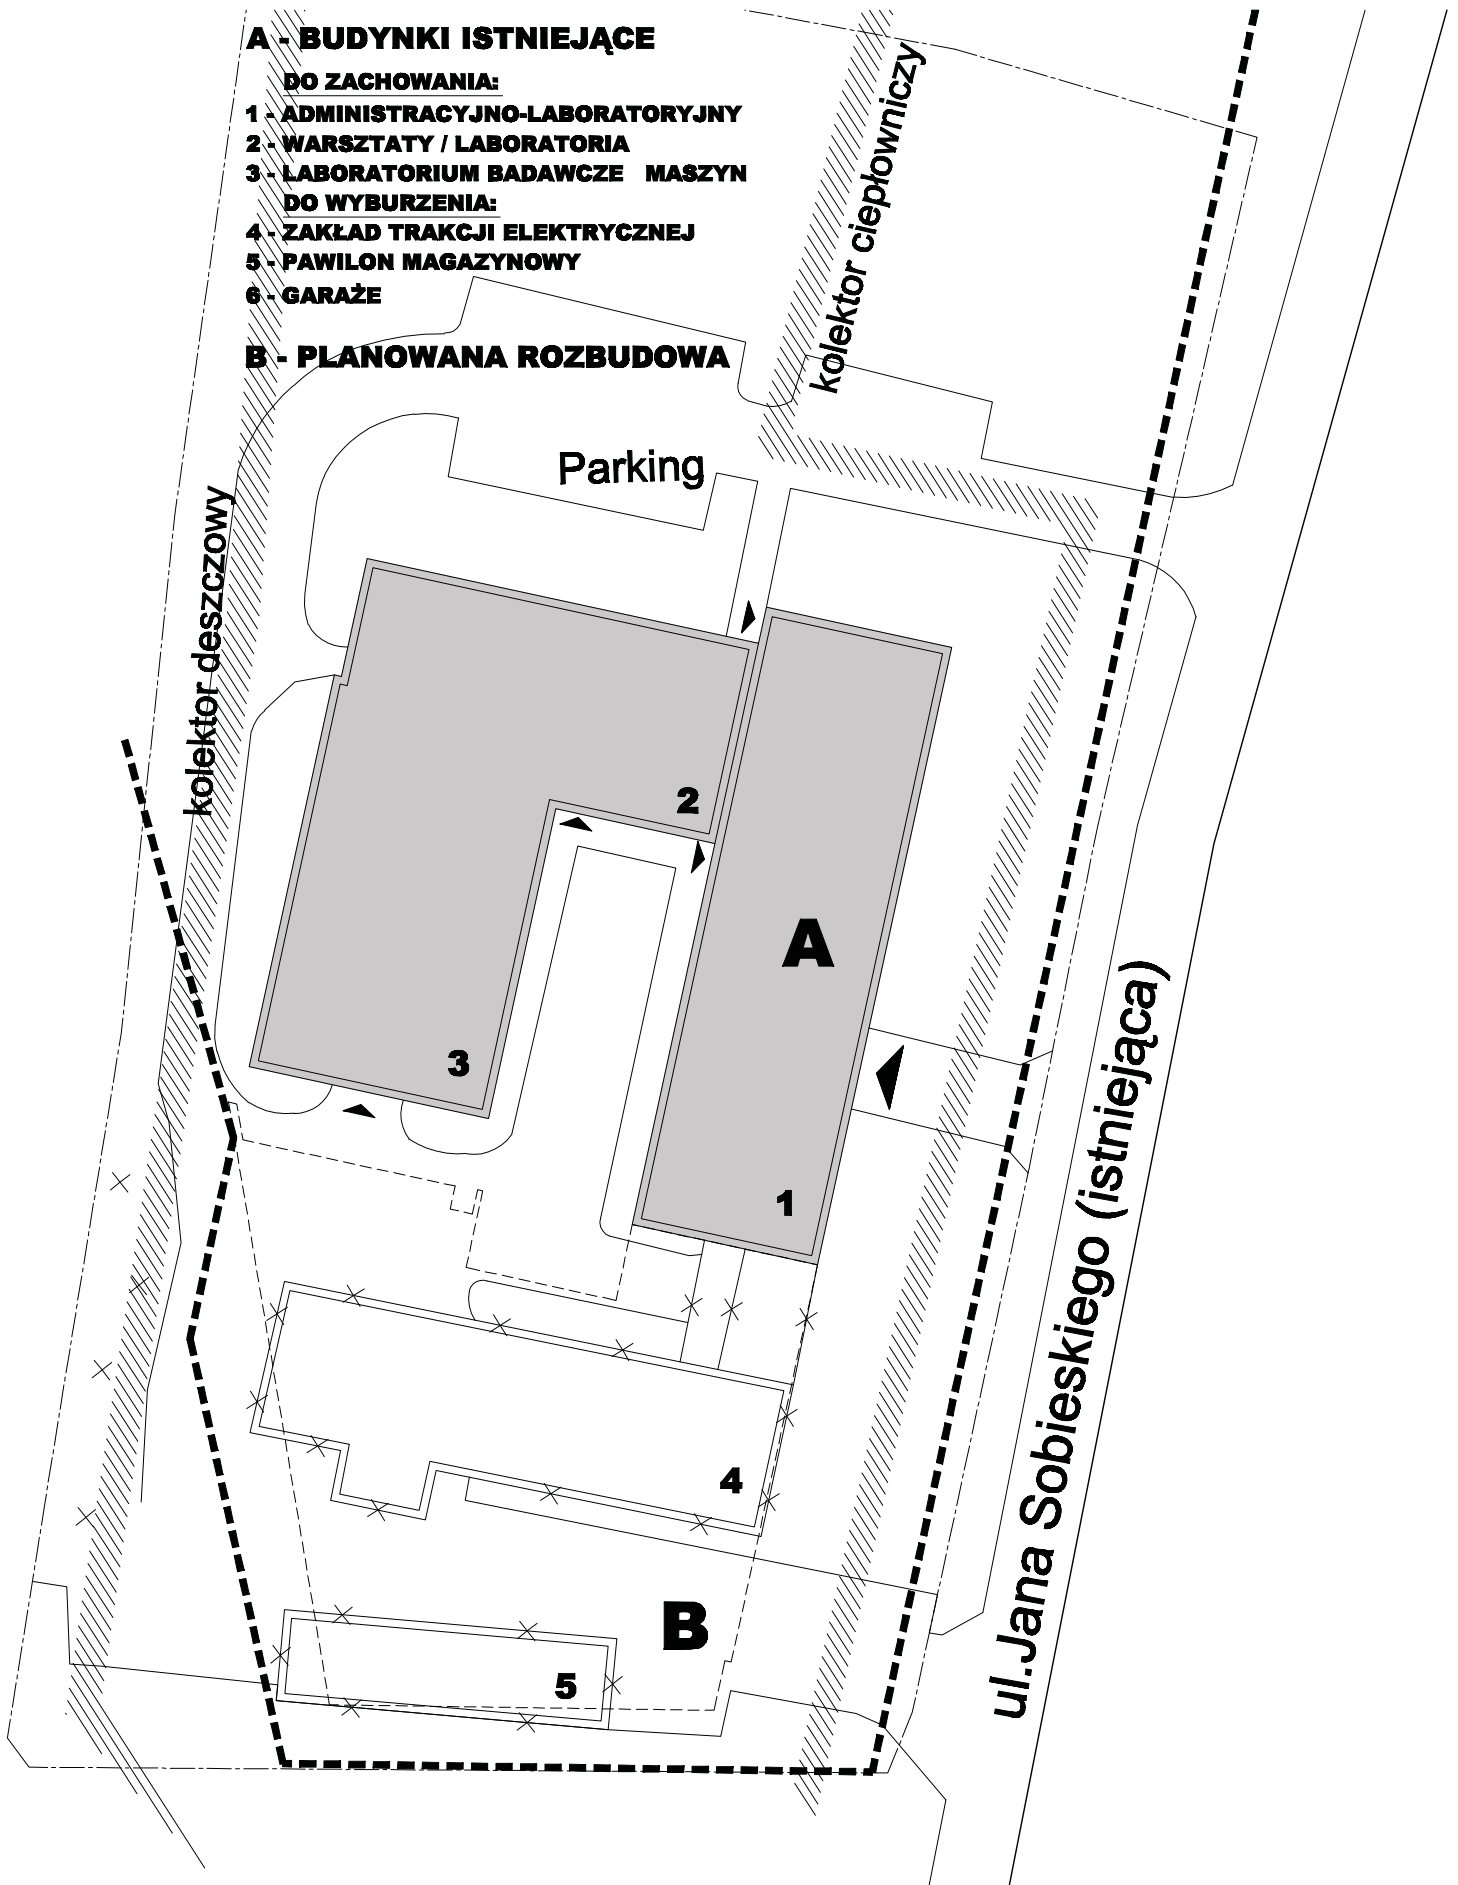 A - BUDYNKI ISTNIEJĄCE
DO ZACHOWANIA:
1 - ADMINISTRACYJNO-LABORATORYJNY
2 - WARSZTATY / LABORATORIA
3 - LABORATORIUM BADAWCZE MASZYN
DO WYBURZENIA:
4 - ZAKŁAD TRAKCJI ELEKTRYCZNEJ
5 - PAWILON MAGAZYNOWY
6 - GARAŻE
B - PLANOWANA ROZBUDOWA
kolektor ciepłowniczy
Parking
kolektor deszczowy
2
A
3
1
ul.Jana Sobieskiego (istniejąca)
4
B
5